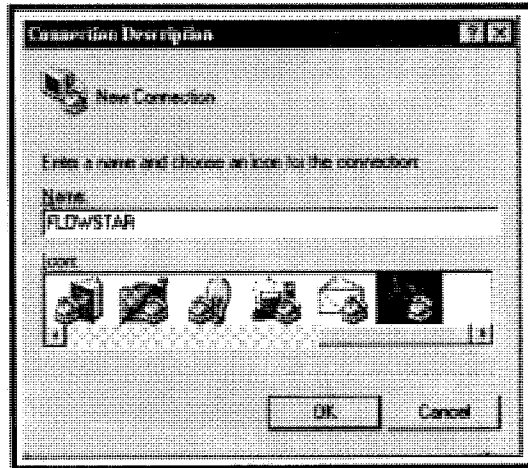 Connection Description
New Connection
Enter a name and choose an icon for the connection:
Name:
FLOWSTAR
Icon:
OK
Cancel